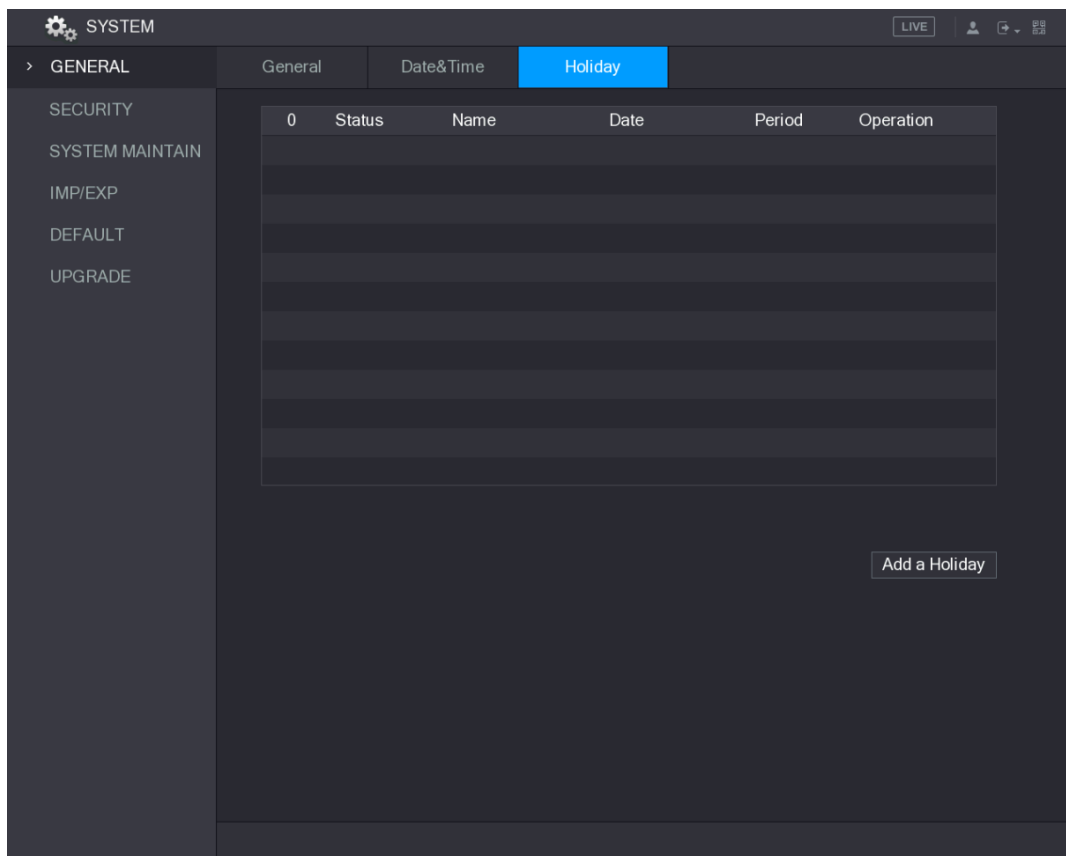 SYSTEM
LIVE
> GENERAL
General Date&Time Holiday
SECURITY
SYSTEM MAINTAIN
IMP/EXP
DEFAULT
UPGRADE
0 Status Name Date Period Operation
Add a Holiday